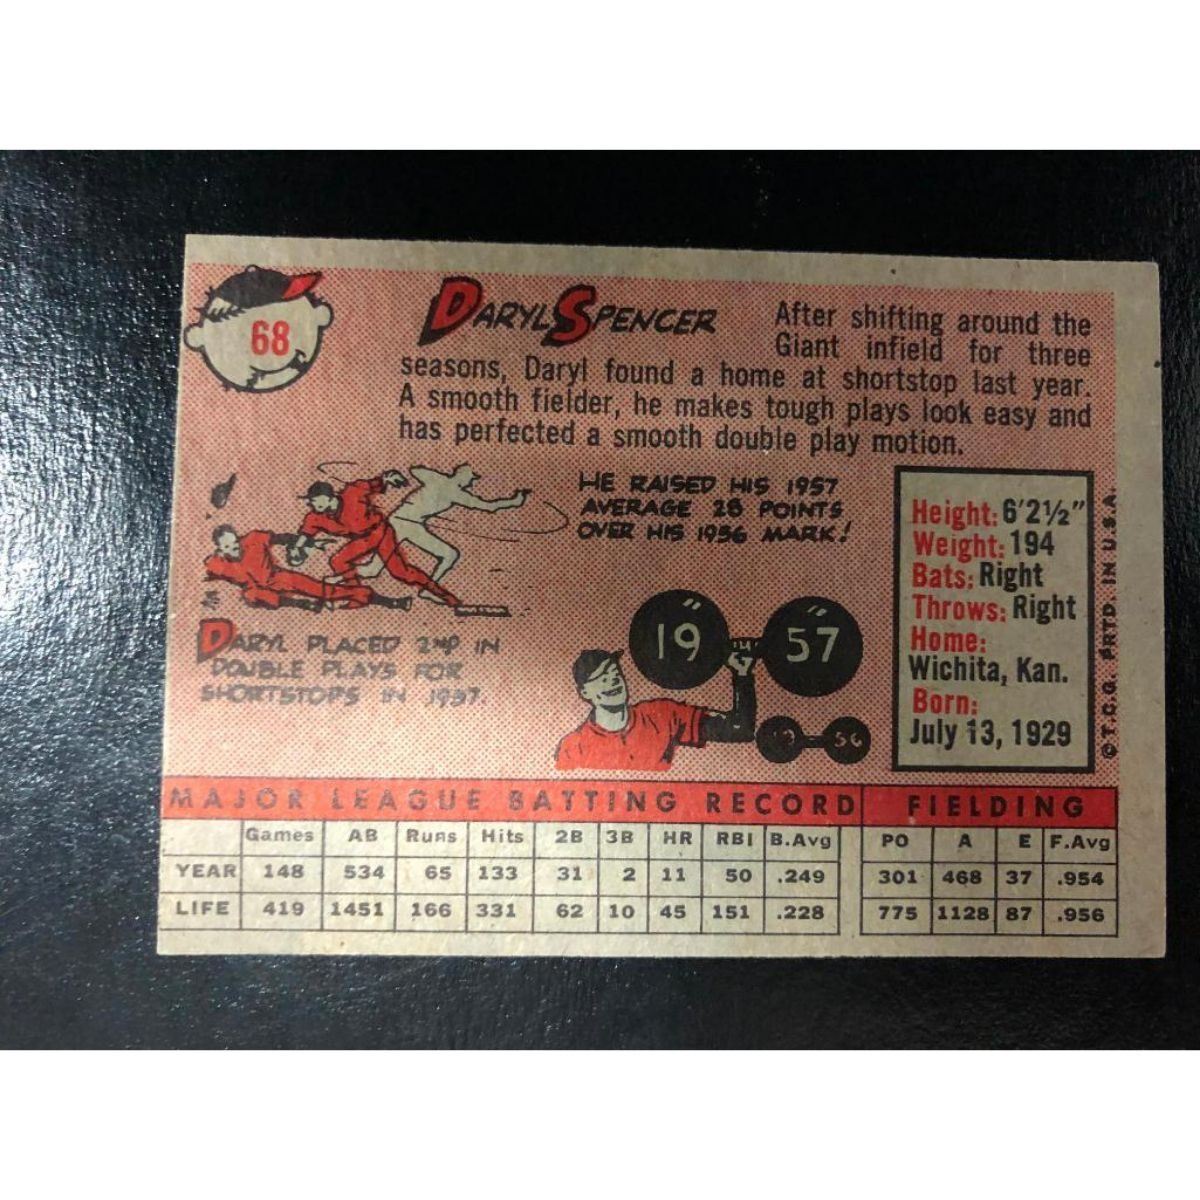 68
DARYL SPENCER
After shifting around the
Giant infield for three
seasons, Daryl found a home at shortstop last year.
A smooth fielder, he makes tough plays look easy and
has perfected a smooth double play motion.
HE RAISED HIS 1957
AVERAGE 28 POINTS
OVER HIS 1956 MARK!
DARYL PLACED 2ND IN
DOUBLE PLAYS FOR
SHORTSTOPS IN 1957.
19 57
19 56
Height: 6'2½"
Weight: 194
Bats: Right
Throws: Right
Home:
Wichita, Kan.
Born:
July 13, 1929
© T.C.G. PRTD. IN U.S.A.
MAJOR LEAGUE BATTING RECORD FIELDING
Games AB Runs Hits 2B 3B HR RBI B.Avg PO A E F.Avg
YEAR 148 534 65 133 31 2 11 50 .249 301 468 37 .954
LIFE 419 1451 166 331 62 10 45 151 .228 775 1128 87 .956